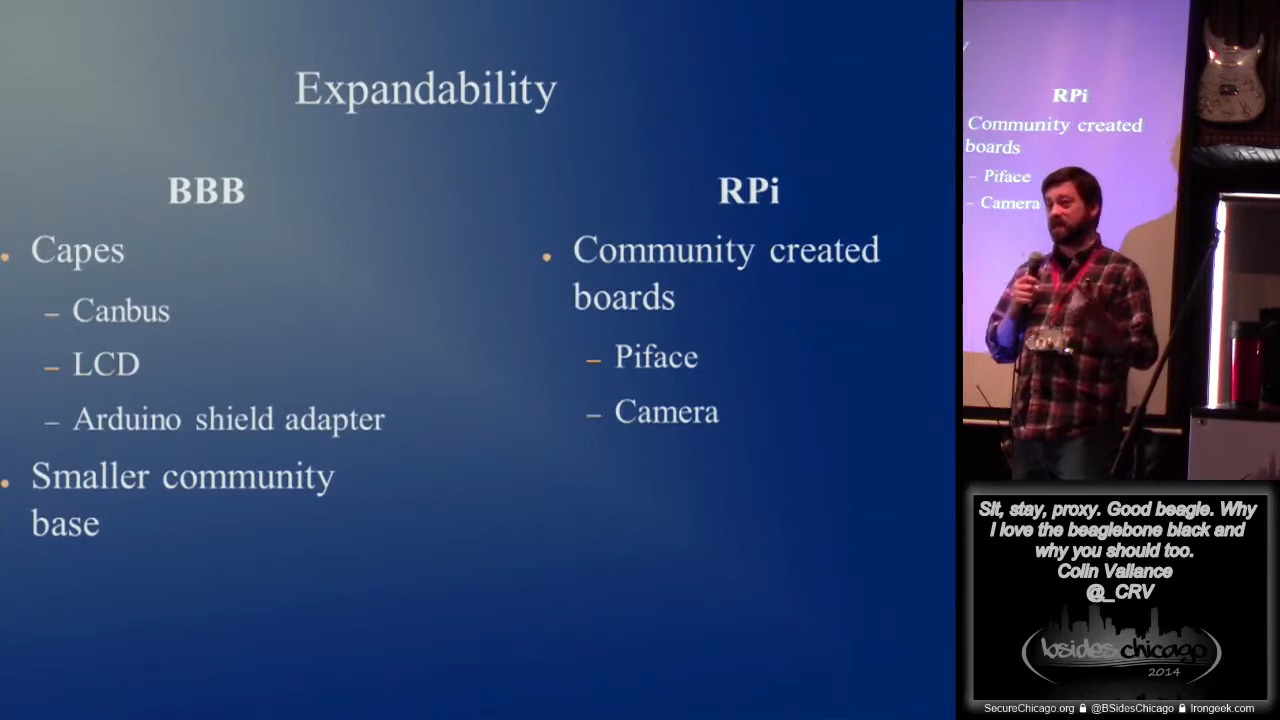 Expandability
BBB
Capes
– Canbus
– LCD
– Arduino shield adapter
Smaller community
base
RPi
Community created
boards
– Piface
– Camera
RPi
Community created
boards
– Piface
– Camera
Sit, stay, proxy. Good beagle. Why
I love the beaglebone black and
why you should too.
Colin Vallance
@_CRV
bsides chicago
2014
SecureChicago.org @BSidesChicago Irongeek.com